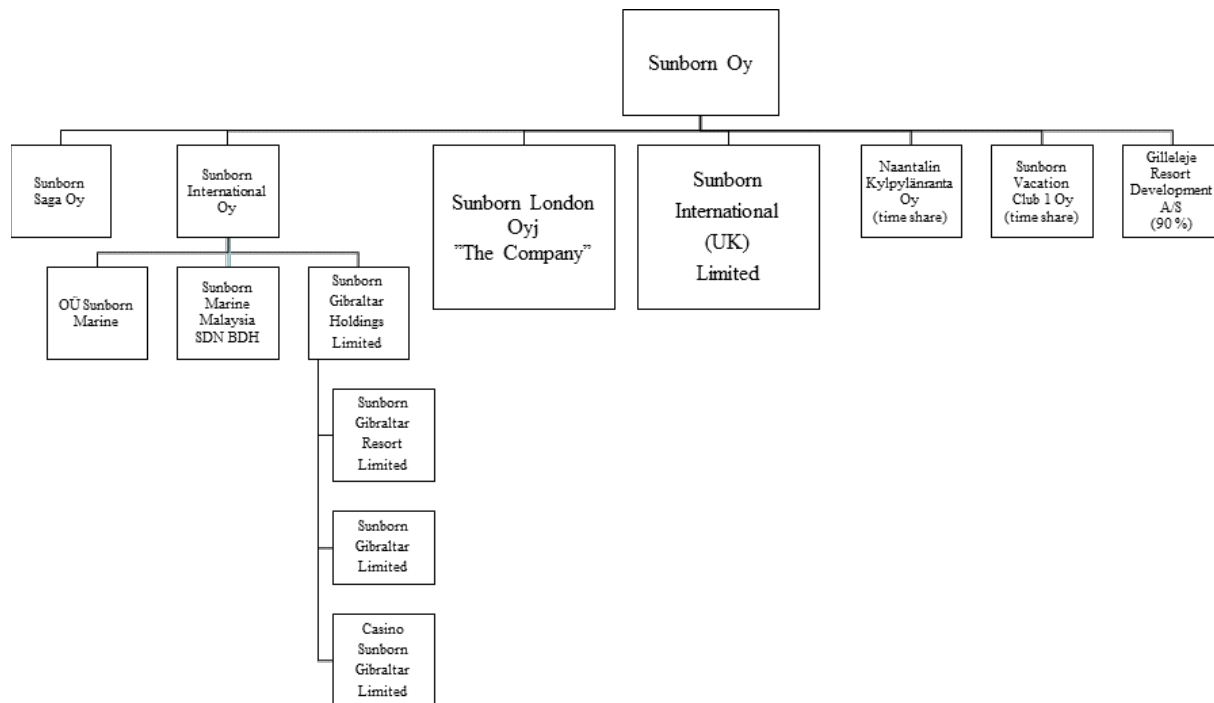 Sunborn Oy
Sunborn
Saga Oy
Sunborn
International
Oy
Sunborn London
Oyj
"The Company"
Sunborn
International
(UK)
Limited
Naantalin
Kylpylänranta
Oy
(time share)
Sunborn
Vacation
Club 1 Oy
(time share)
Gilleleje
Resort
Development
A/S
(90 %)
OÜ Sunborn
Marine
Sunborn
Marine
Malaysia
SDN BDH
Sunborn
Gibraltar
Holdings
Limited
Sunborn
Gibraltar
Resort
Limited
Sunborn
Gibraltar
Limited
Casino
Sunborn
Gibraltar
Limited